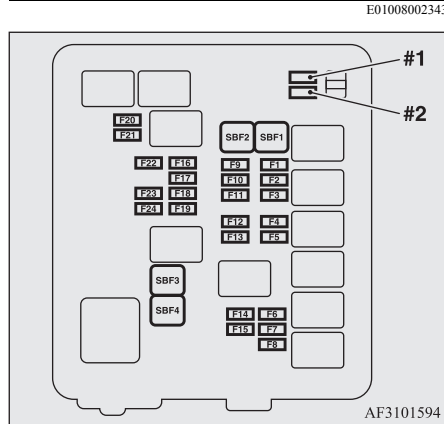 E01008002343
#1
#2
F20
F21
SBF2 SBF1
F22 F16
F9 F1
F17
F10 F2
F23 F18
F11 F3
F24 F19
F12 F4
F13 F5
SBF3
SBF4
F14 F6
F15 F7
F8
AF3101594